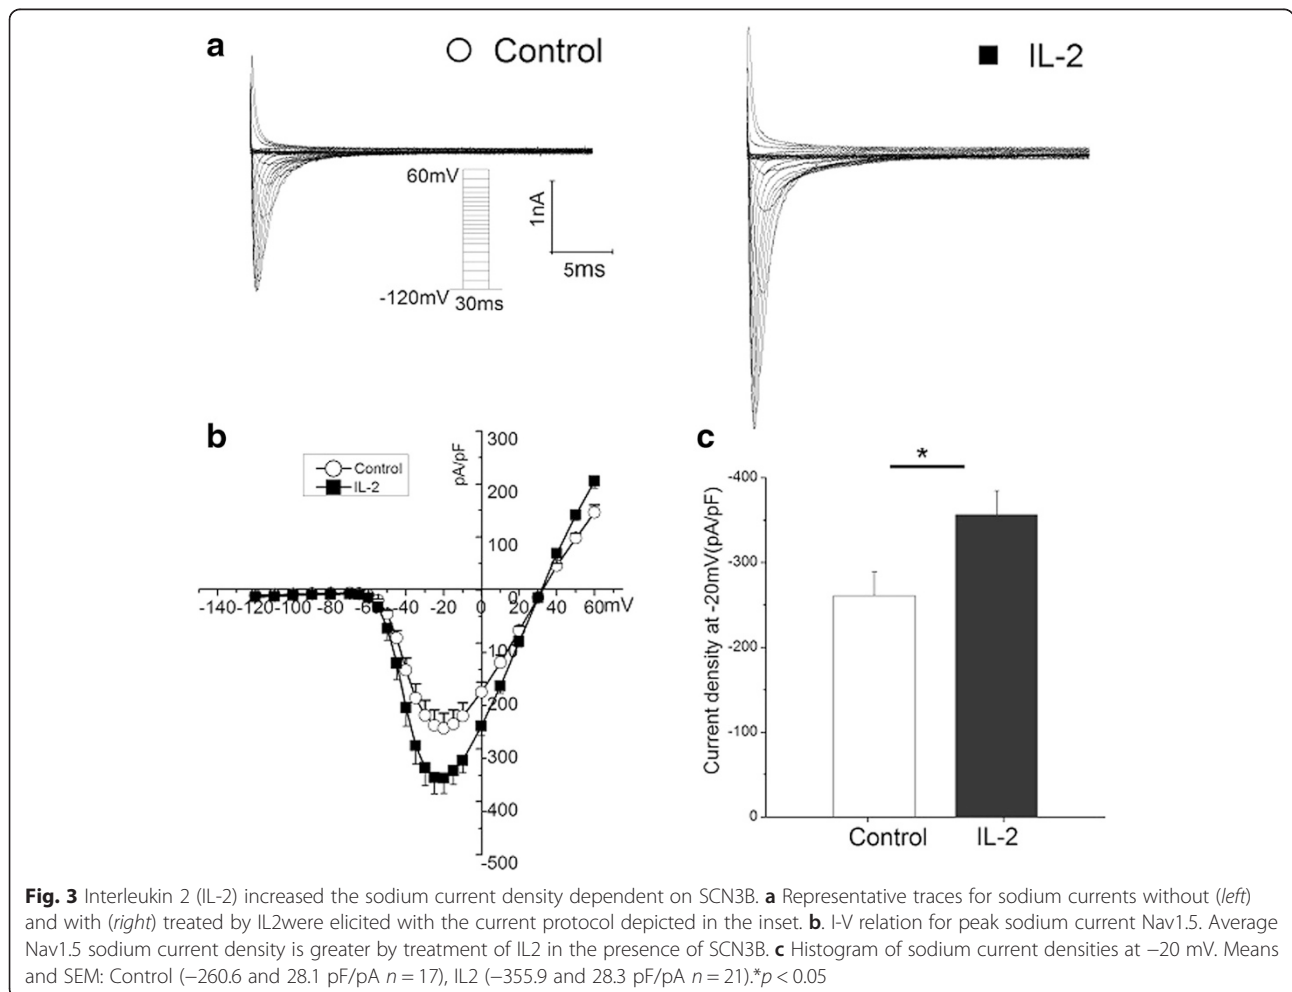 a
Control
IL-2
60mV
-120mV
30ms
1nA
5ms
b
Control
IL-2
pA/pF
300
200
100
0
-140 -120 -100 -80 -60 -40 -20 0 20 40 60mV
-100
-200
-300
-400
-500
c
*
Current density at -20mV(pA/pF)
-400
-300
-200
-100
0
Control
IL-2
Fig. 3 Interleukin 2 (IL-2) increased the sodium current density dependent on SCN3B. a Representative traces for sodium currents without (left)
and with (right) treated by IL2were elicited with the current protocol depicted in the inset. b. I-V relation for peak sodium current Nav1.5. Average
Nav1.5 sodium current density is greater by treatment of IL2 in the presence of SCN3B. c Histogram of sodium current densities at −20 mV. Means
and SEM: Control (−260.6 and 28.1 pF/pA n = 17), IL2 (−355.9 and 28.3 pF/pA n = 21).*p < 0.05